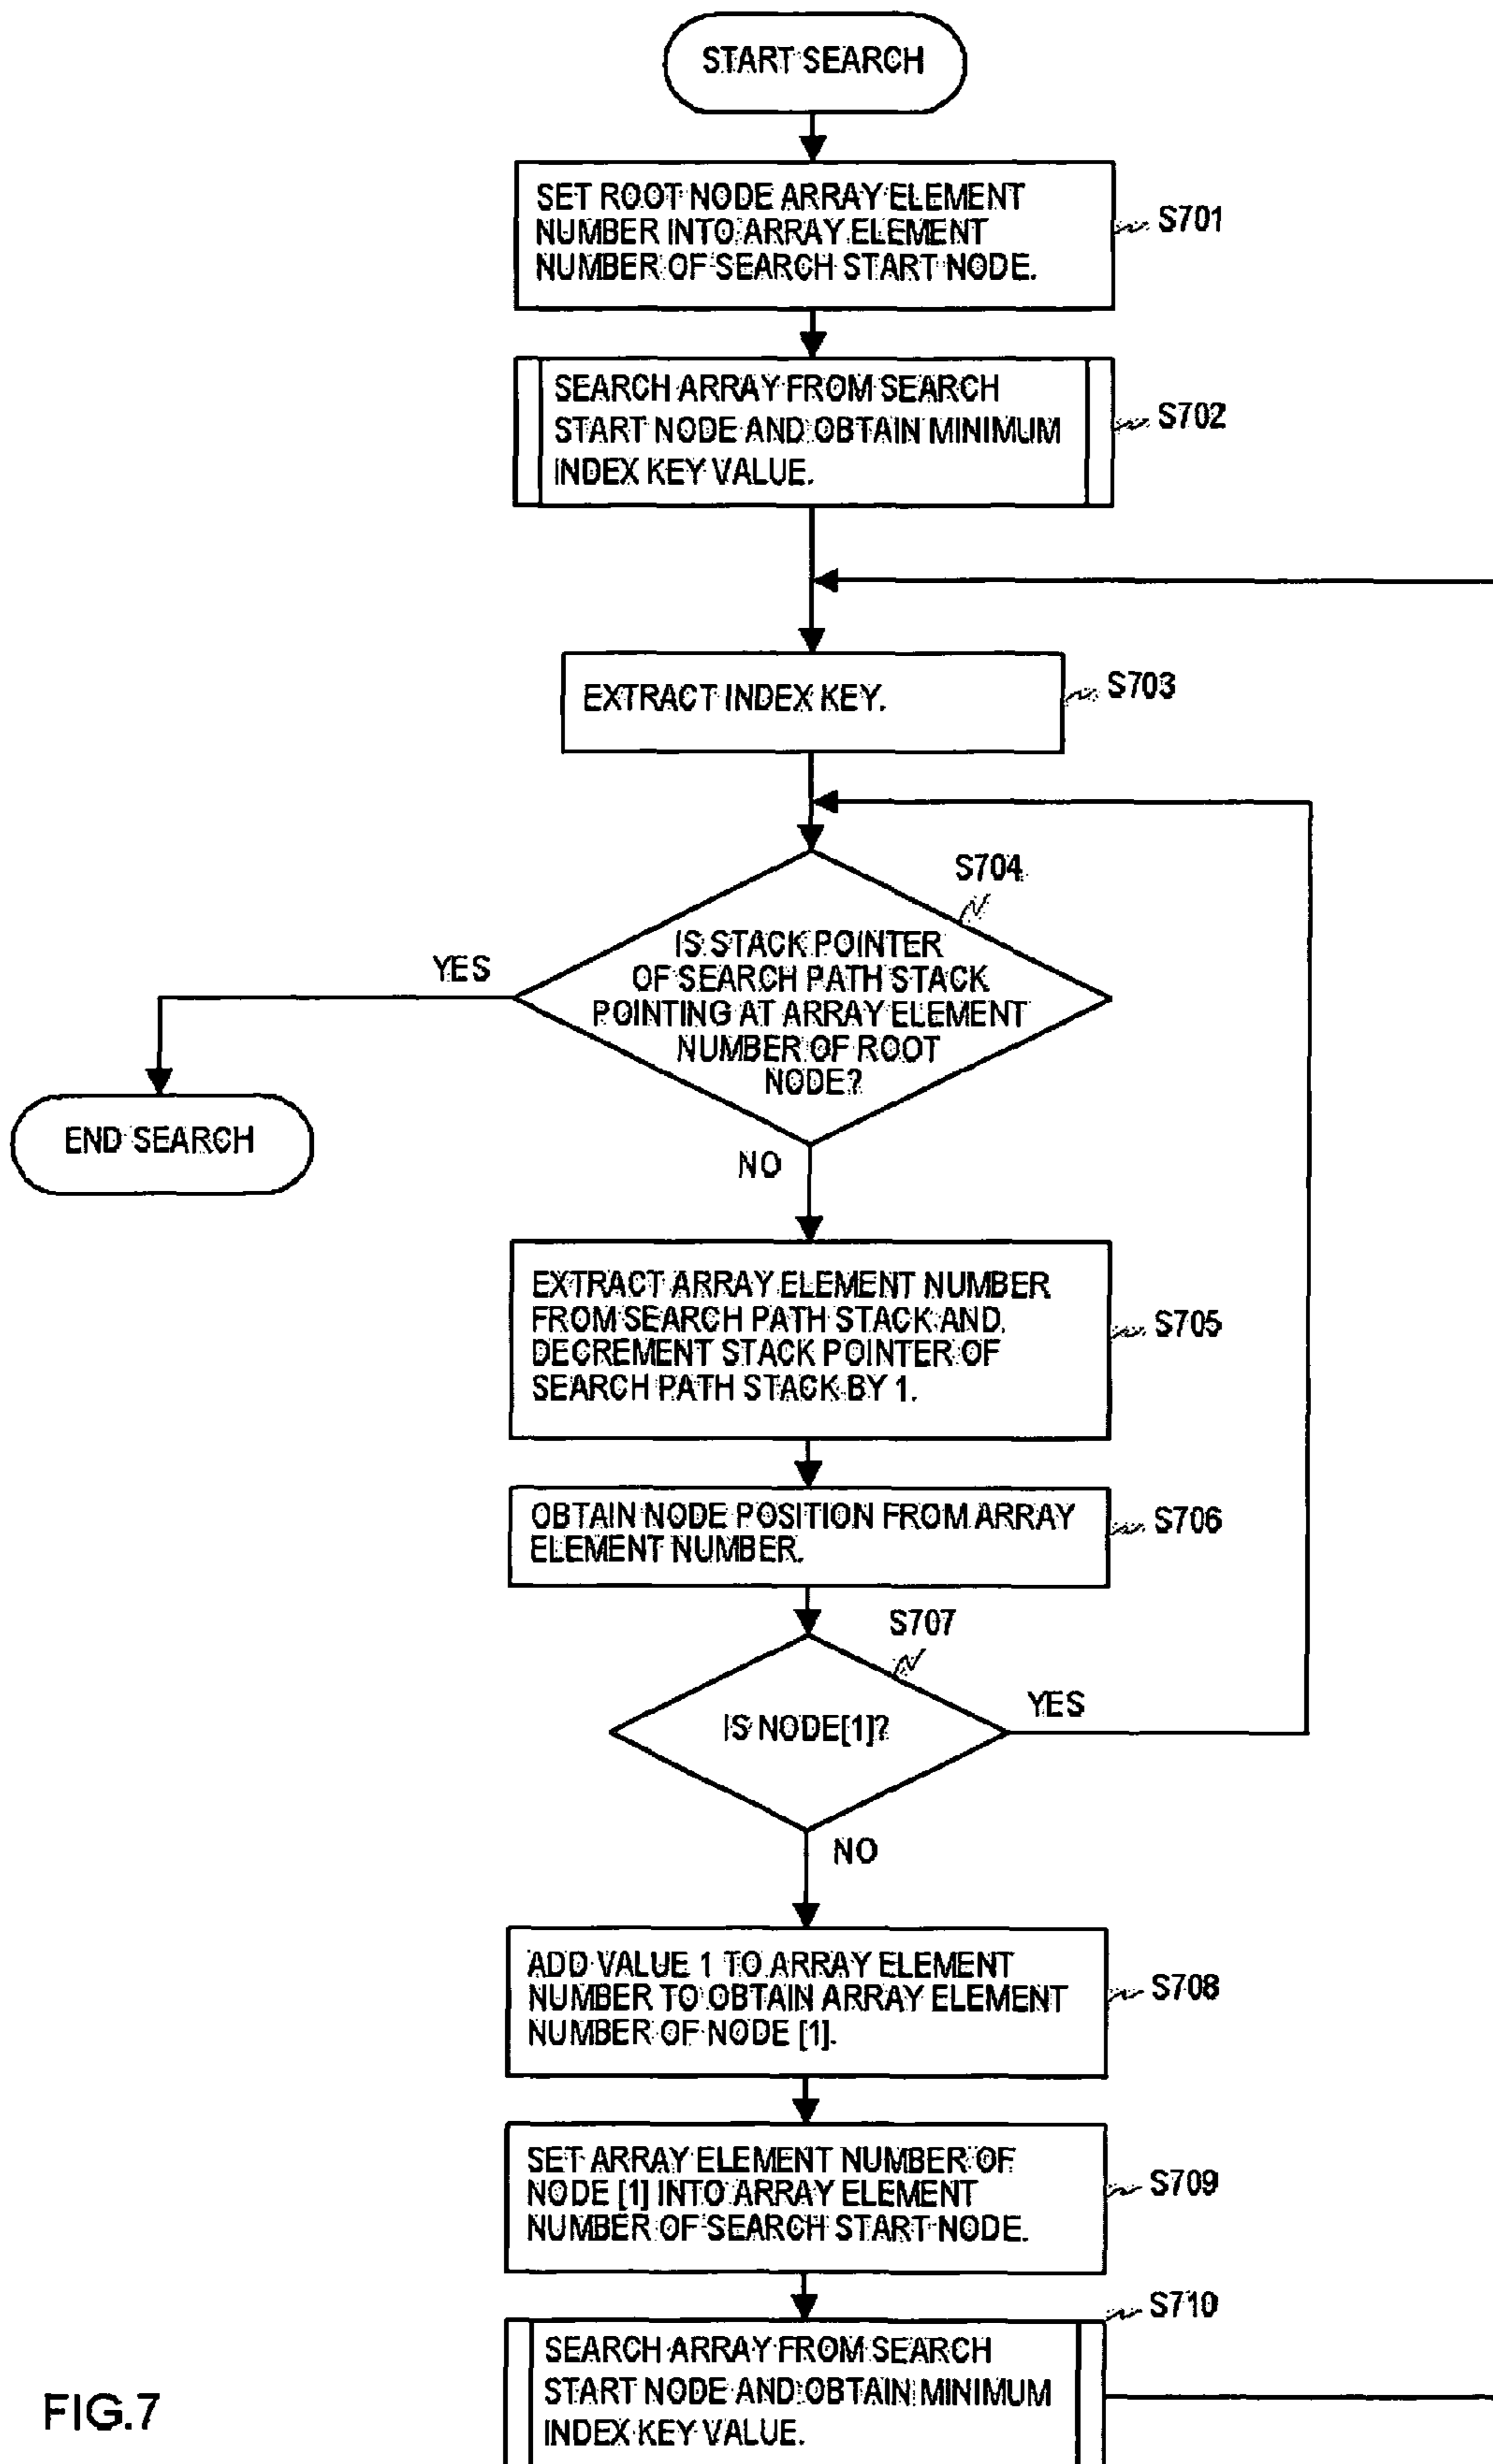 START SEARCH
SET ROOT NODE ARRAY ELEMENT
NUMBER INTO ARRAY ELEMENT
NUMBER OF SEARCH START NODE.
S701
SEARCH ARRAY FROM SEARCH
START NODE AND OBTAIN MINIMUM
INDEX KEY VALUE.
S702
EXTRACT INDEX KEY.
S703
S704
IS STACK POINTER
OF SEARCH PATH STACK
POINTING AT ARRAY ELEMENT
NUMBER OF ROOT
NODE?
YES
END SEARCH
NO
EXTRACT ARRAY ELEMENT NUMBER
FROM SEARCH PATH STACK AND
DECREMENT STACK POINTER OF
SEARCH PATH STACK BY 1.
S705
OBTAIN NODE POSITION FROM ARRAY
ELEMENT NUMBER.
S706
S707
IS NODE[1]?
YES
NO
ADD VALUE 1 TO ARRAY ELEMENT
NUMBER TO OBTAIN ARRAY ELEMENT
NUMBER OF NODE [1].
S708
SET ARRAY ELEMENT NUMBER OF
NODE [1] INTO ARRAY ELEMENT
NUMBER OF SEARCH START NODE.
S709
S710
SEARCH ARRAY FROM SEARCH
START NODE AND OBTAIN MINIMUM
INDEX KEY VALUE.
FIG.7